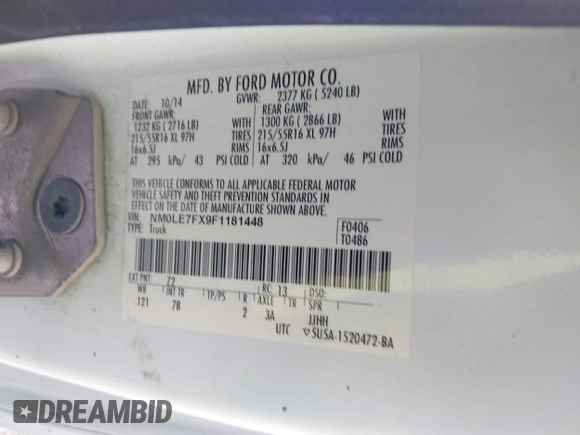 MFD. BY FORD MOTOR CO.
DATE: 10/14 GVWR: 2377 KG ( 5240 LB)
FRONT GAWR: REAR GAWR:
1232 KG ( 2716 LB) WITH 1300 KG ( 2866 LB) WITH
215/55R16 XL 97H TIRES 215/55R16 XL 97H TIRES
16x6.5J RIMS 16x6.5J RIMS
AT 295 kPa/ 43 PSI COLD AT 320 kPa/ 46 PSI COLD
THIS VEHICLE CONFORMS TO ALL APPLICABLE FEDERAL MOTOR
VEHICLE SAFETY AND THEFT PREVENTION STANDARDS IN
EFFECT ON THE DATE OF MANUFACTURE SHOWN ABOVE.
VIN: NM0LE7FX9F1181448 F0406
TYPE: Truck T0486
EXT PNT: Z2 RC: 13 DSO:
WB INT TR TP/PS R AXLE TR SPR
121 7B 2 3A JJHH
UTC ▽5USA-1520472-BA
DREAMBID